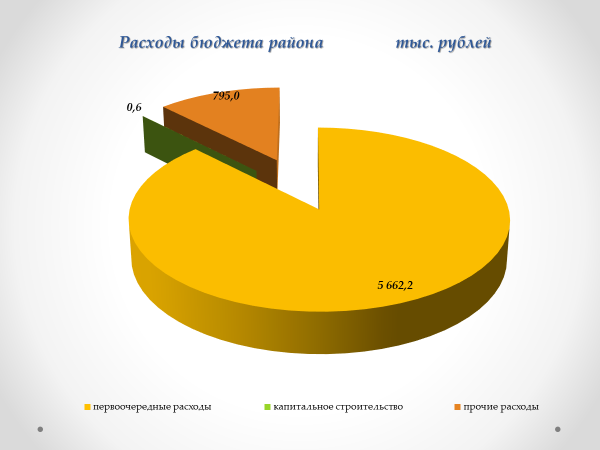 Расходы бюджета района тыс. рублей
795,0
0,6
5 662,2
первоочередные расходы капитальное строительство прочие расходы